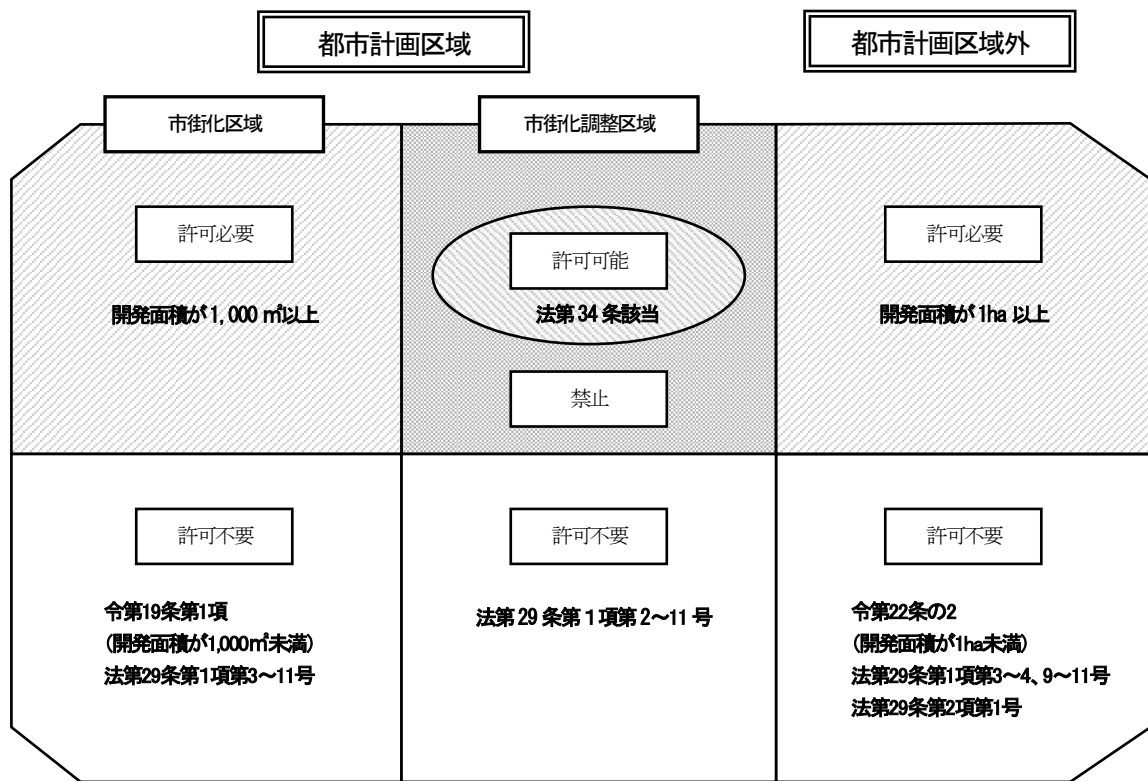 都市計画区域
都市計画区域外
市街化区域
市街化調整区域
許可必要
開発面積が1,000㎡以上
許可可能
法第34条該当
禁止
許可必要
開発面積が1ha以上
許可不要
令第19条第1項
(開発面積が1,000㎡未満)
法第29条第1項第3～11号
許可不要
法第29条第1項第2～11号
許可不要
令第22条の2
(開発面積が1ha未満)
法第29条第1項第3～4、9～11号
法第29条第2項第1号